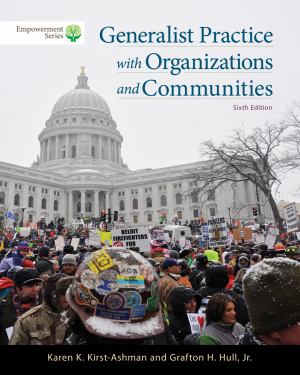 Empowerment
Series
Generalist Practice
with Organizations
and Communities
Sixth Edition
BELOIT
FIREFIGHTERS
FOR
Karen K. Kirst-Ashman and Grafton H. Hull, Jr.